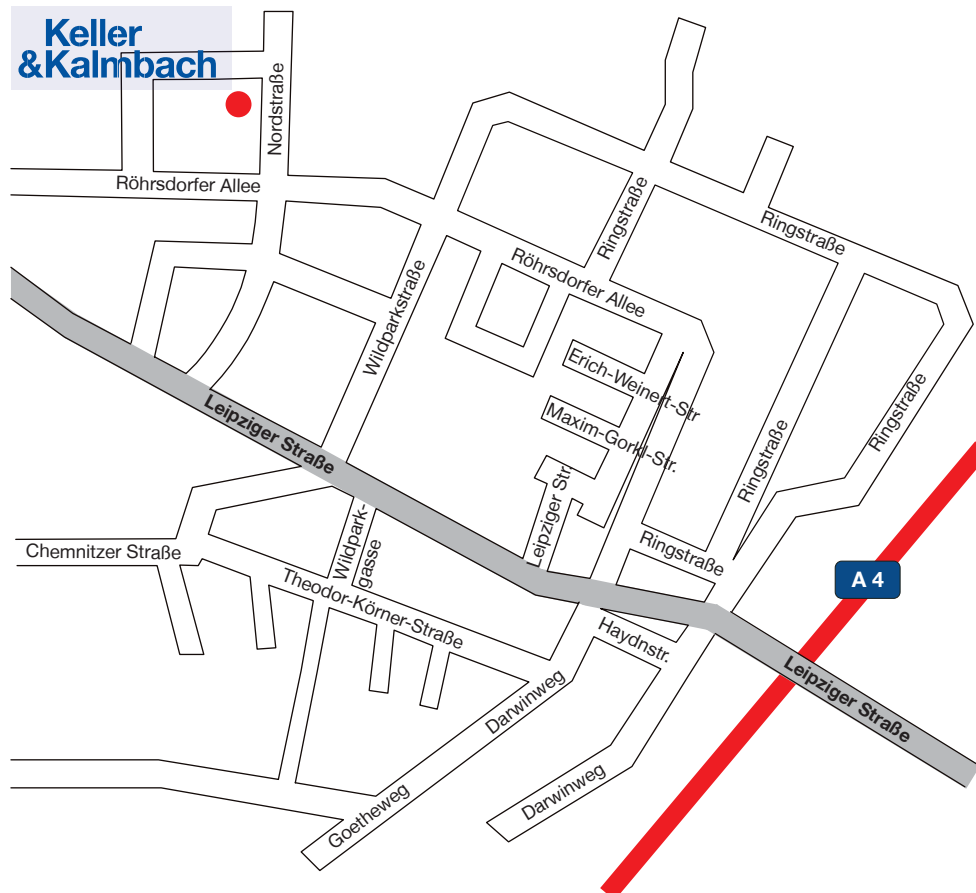 Keller
&Kalmbach
Nordstraße
Röhrsdorfer Allee
Ringstraße
Ringstraße
Röhrsdorfer Allee
Wildparkstraße
Erich-Weinert-Str
Maxim-Gorkl-Str.
Ringstraße
Ringstraße
Leipziger Straße
Leipziger Str.
Ringstraße
Chemnitzer Straße
Wildpark-
gasse
Theodor-Körner-Straße
A 4
Haydnstr.
Leipziger Straße
Darwinweg
Darwinweg
Goetheweg